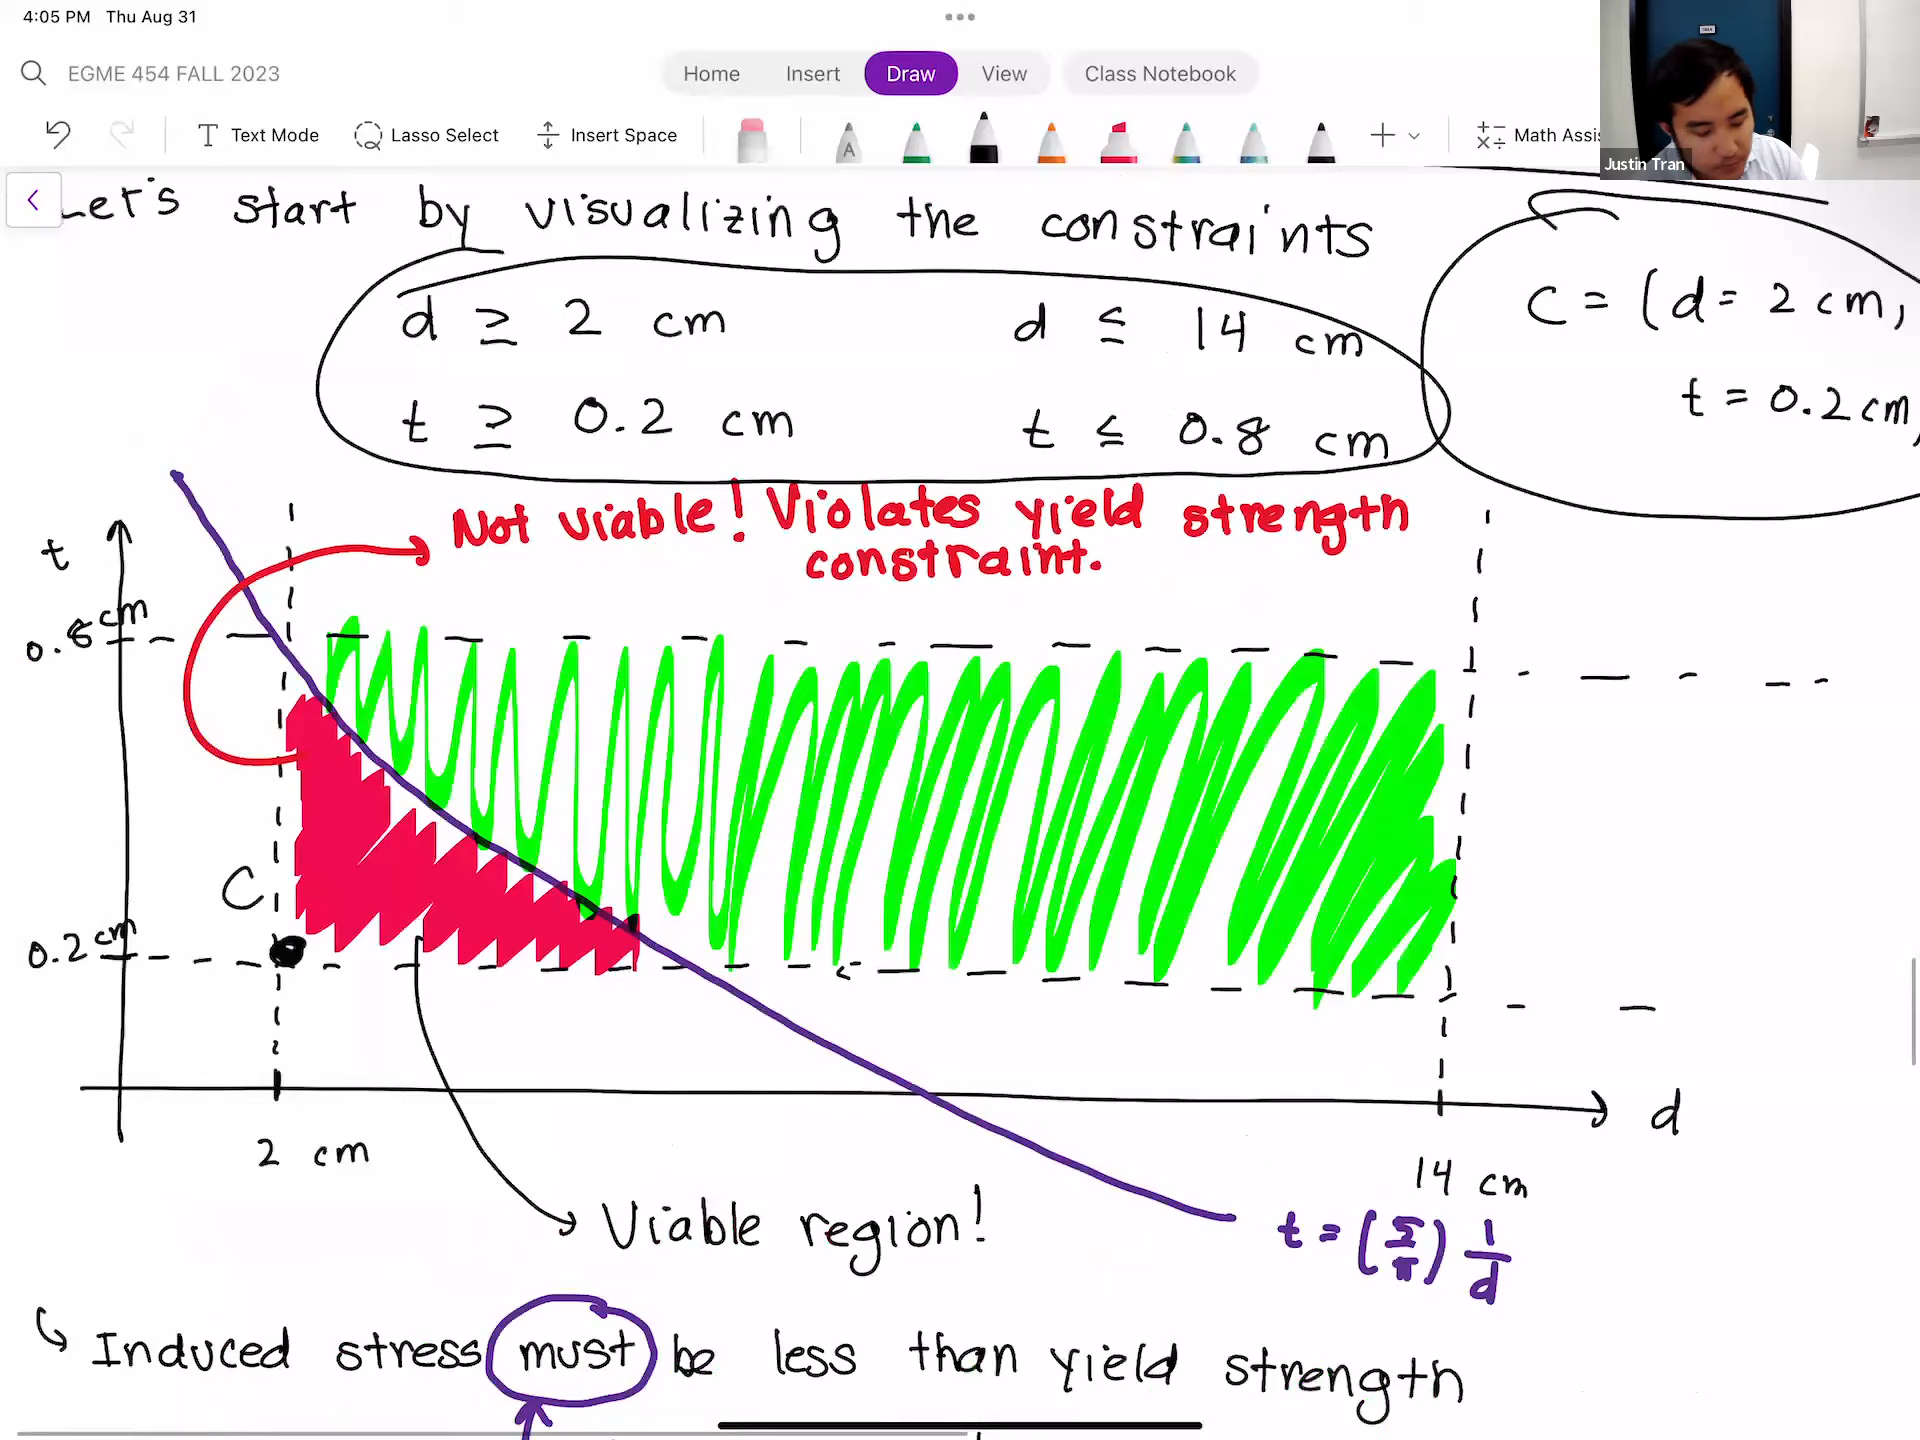 4:05 PM Thu Aug 31
EGME 454 FALL 2023
Home Insert Draw View Class Notebook
Text Mode Lasso Select Insert Space Math Assis
Justin Tran
Let's start by visualizing the constraints
d ≥ 2 cm d ≤ 14 cm
t ≥ 0.2 cm t ≤ 0.8 cm
C = (d = 2 cm,
t = 0.2 cm,
Not viable! Violates yield strength
constraint.
t
0.8 cm
C
0.2 cm
d
2 cm
14 cm
Viable region!
t = (5/π) 1/d
↳ Induced stress must be less than yield strength